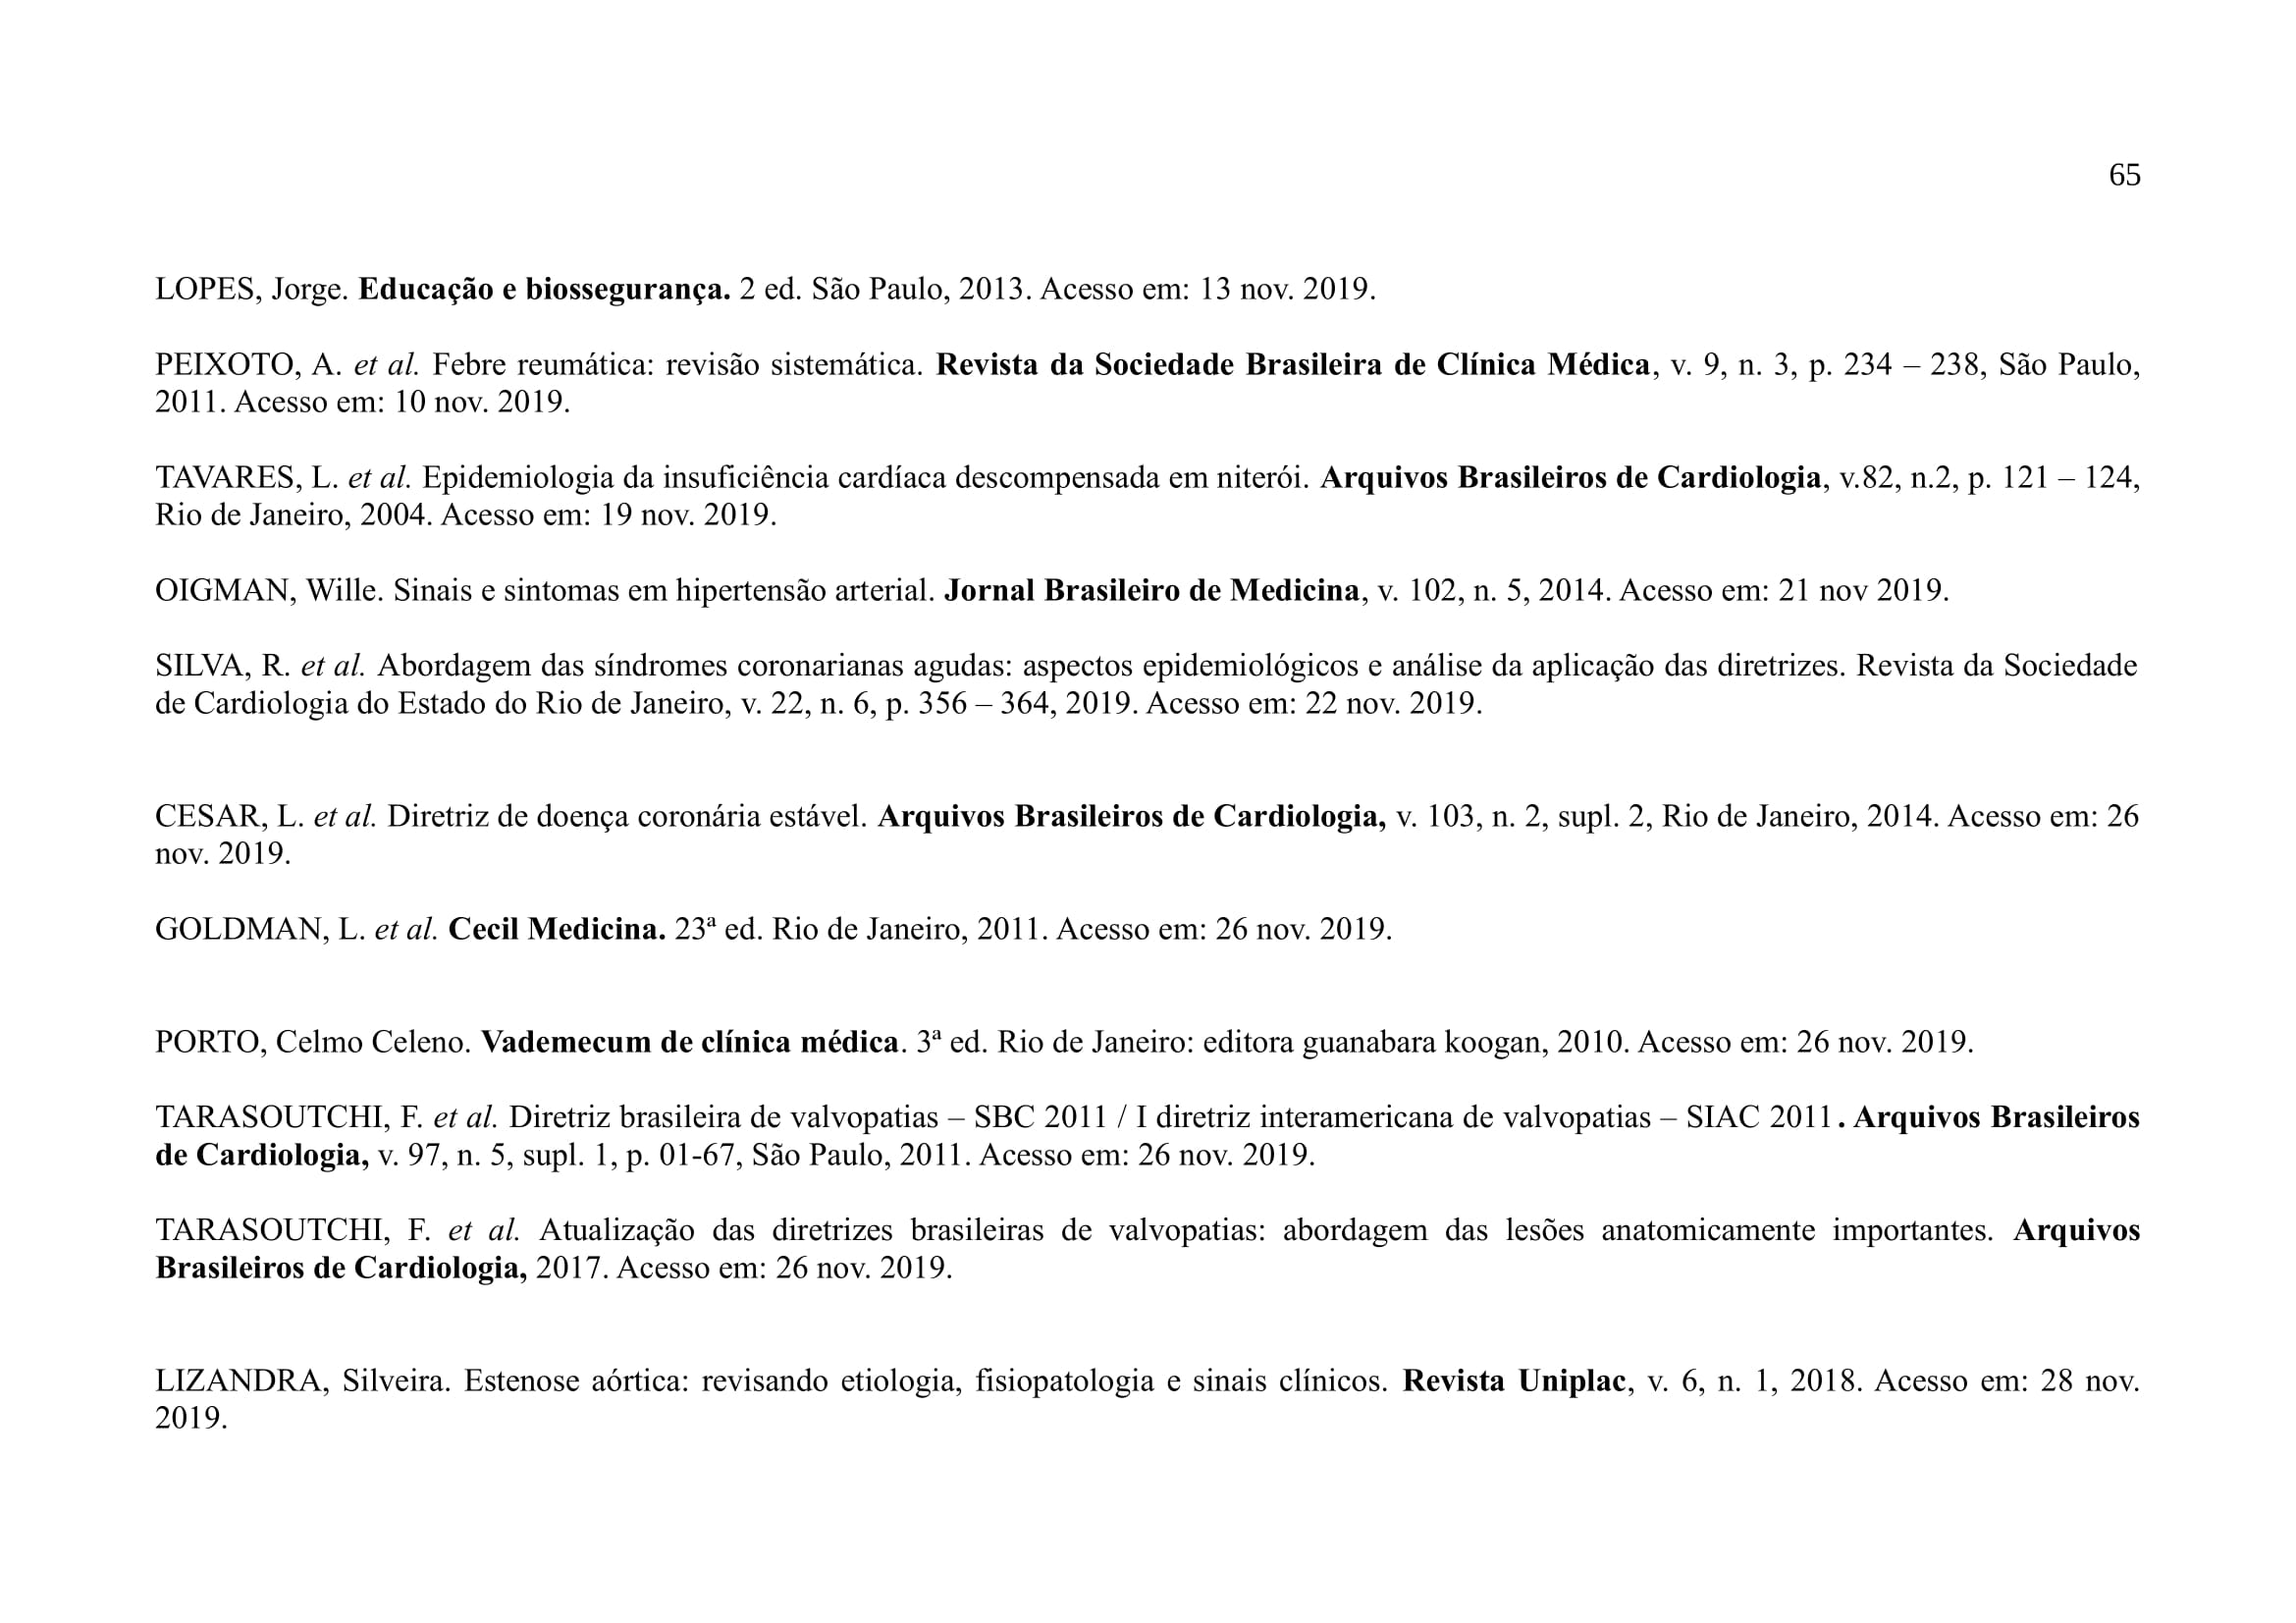 65
LOPES, Jorge. Educação e biossegurança. 2 ed. São Paulo, 2013. Acesso em: 13 nov. 2019.
PEIXOTO, A. et al. Febre reumática: revisão sistemática. Revista da Sociedade Brasileira de Clínica Médica, v. 9, n. 3, p. 234 – 238, São Paulo,
2011. Acesso em: 10 nov. 2019.
TAVARES, L. et al. Epidemiologia da insuficiência cardíaca descompensada em niterói. Arquivos Brasileiros de Cardiologia, v.82, n.2, p. 121 – 124,
Rio de Janeiro, 2004. Acesso em: 19 nov. 2019.
OIGMAN, Wille. Sinais e sintomas em hipertensão arterial. Jornal Brasileiro de Medicina, v. 102, n. 5, 2014. Acesso em: 21 nov 2019.
SILVA, R. et al. Abordagem das síndromes coronarianas agudas: aspectos epidemiológicos e análise da aplicação das diretrizes. Revista da Sociedade
de Cardiologia do Estado do Rio de Janeiro, v. 22, n. 6, p. 356 – 364, 2019. Acesso em: 22 nov. 2019.
CESAR, L. et al. Diretriz de doença coronária estável. Arquivos Brasileiros de Cardiologia, v. 103, n. 2, supl. 2, Rio de Janeiro, 2014. Acesso em: 26
nov. 2019.
GOLDMAN, L. et al. Cecil Medicina. 23ª ed. Rio de Janeiro, 2011. Acesso em: 26 nov. 2019.
PORTO, Celmo Celeno. Vademecum de clínica médica. 3ª ed. Rio de Janeiro: editora guanabara koogan, 2010. Acesso em: 26 nov. 2019.
TARASOUTCHI, F. et al. Diretriz brasileira de valvopatias – SBC 2011 / I diretriz interamericana de valvopatias – SIAC 2011. Arquivos Brasileiros
de Cardiologia, v. 97, n. 5, supl. 1, p. 01-67, São Paulo, 2011. Acesso em: 26 nov. 2019.
TARASOUTCHI, F. et al. Atualização das diretrizes brasileiras de valvopatias: abordagem das lesões anatomicamente importantes. Arquivos
Brasileiros de Cardiologia, 2017. Acesso em: 26 nov. 2019.
LIZANDRA, Silveira. Estenose aórtica: revisando etiologia, fisiopatologia e sinais clínicos. Revista Uniplac, v. 6, n. 1, 2018. Acesso em: 28 nov.
2019.